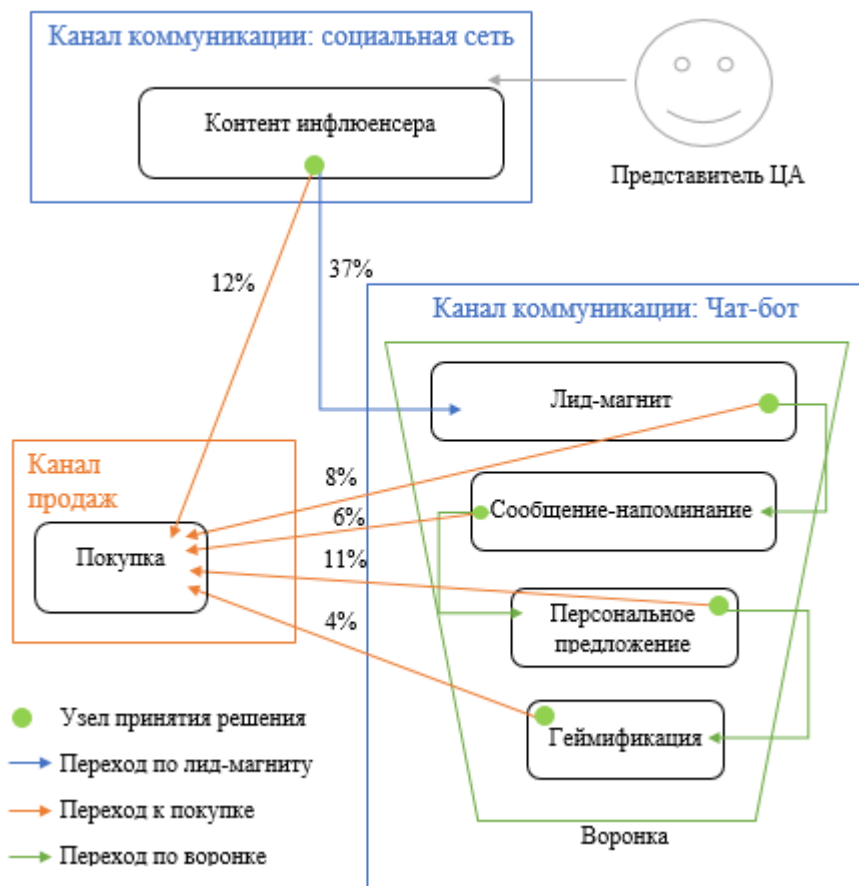 Канал коммуникации: социальная сеть
Контент инфлюенсера
Представитель ЦА
12%
37%
Канал коммуникации: Чат-бот
Лид-магнит
Канал
продаж
8%
Сообщение-напоминание
6%
Покупка
11%
Персональное
предложение
4%
Геймификация
Узел принятия решения
Переход по лид-магниту
Переход к покупке
Переход по воронке
Воронка